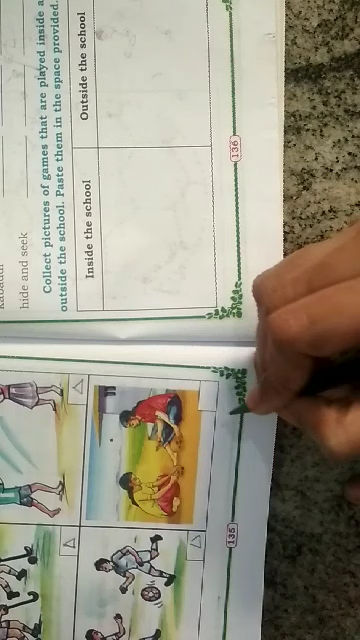 kabaddi
hide and seek
Collect pictures of games that are played inside a
outside the school. Paste them in the space provided.
Inside the school
Outside the school
136
135